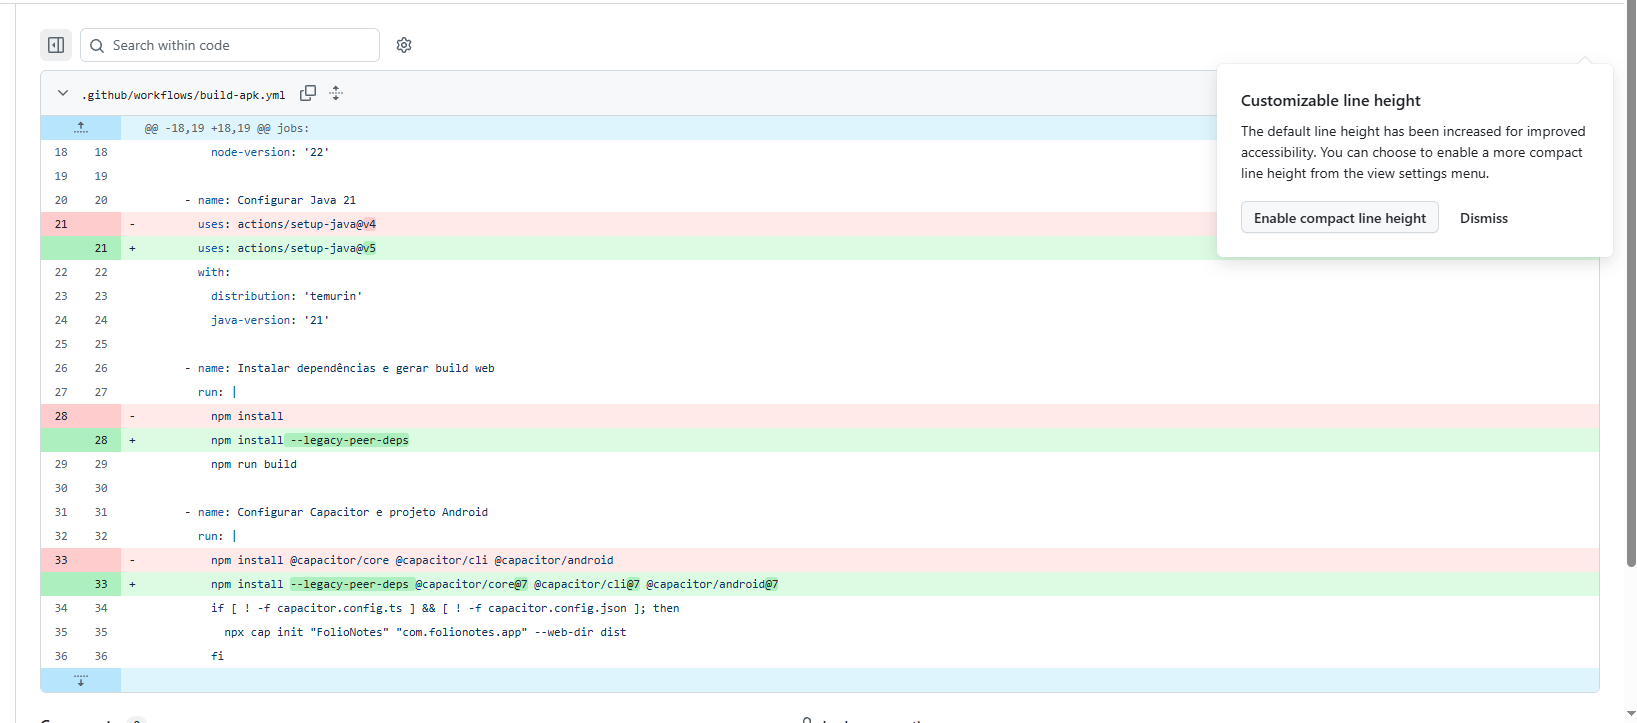 Search within code
.github/workflows/build-apk.yml
@@ -18,19 +18,19 @@ jobs:
18 18 node-version: '22'
19 19
20 20 - name: Configurar Java 21
21 - uses: actions/setup-java@v4
21 + uses: actions/setup-java@v5
22 22 with:
23 23 distribution: 'temurin'
24 24 java-version: '21'
25 25
26 26 - name: Instalar dependências e gerar build web
27 27 run: |
28 - npm install
28 + npm install --legacy-peer-deps
29 29 npm run build
30 30
31 31 - name: Configurar Capacitor e projeto Android
32 32 run: |
33 - npm install @capacitor/core @capacitor/cli @capacitor/android
33 + npm install --legacy-peer-deps @capacitor/core@7 @capacitor/cli@7 @capacitor/android@7
34 34 if [ ! -f capacitor.config.ts ] && [ ! -f capacitor.config.json ]; then
35 35 npx cap init "FolioNotes" "com.folionotes.app" --web-dir dist
36 36 fi
Customizable line height
The default line height has been increased for improved
accessibility. You can choose to enable a more compact
line height from the view settings menu.
Enable compact line height Dismiss